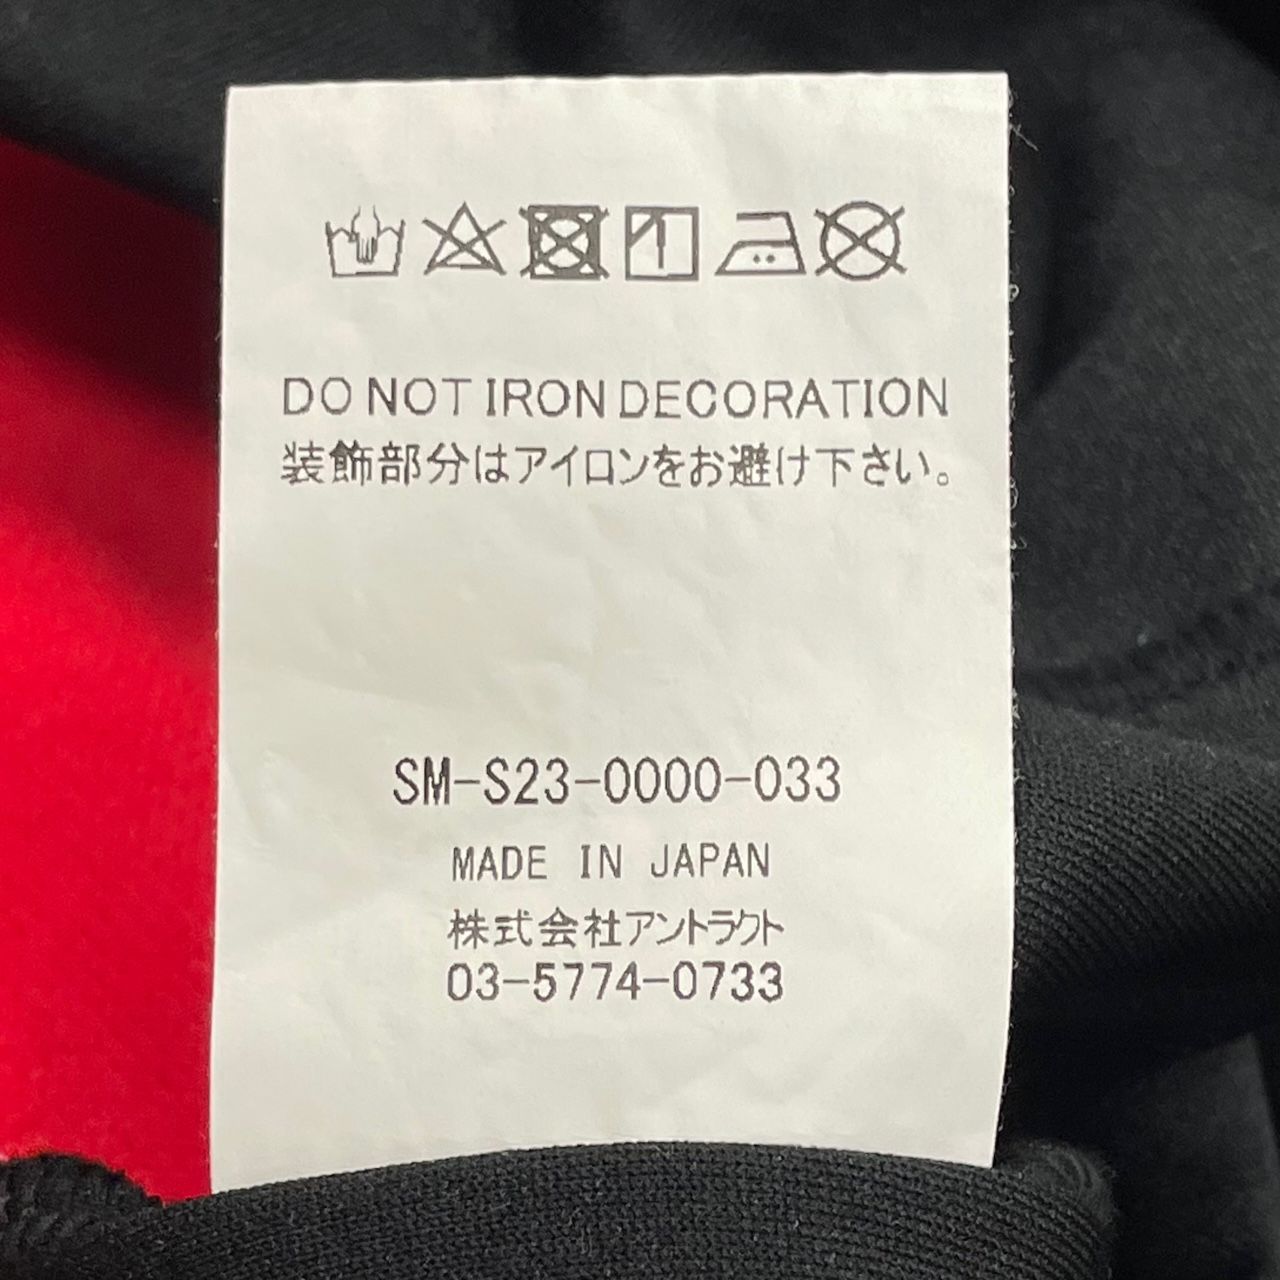 DO NOT IRON DECORATION
装飾部分はアイロンをお避け下さい。
SM-S23-0000-033
MADE IN JAPAN
株式会社アントラクト
03-5774-0733